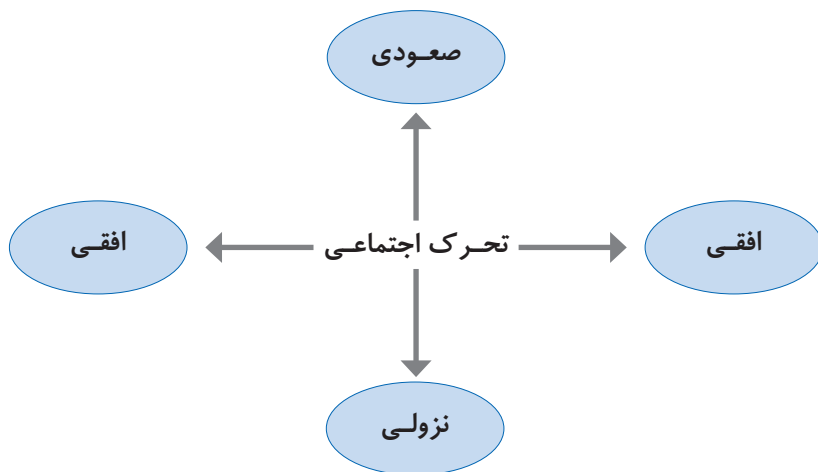 صعودی
افقی
تحرک اجتماعی
افقی
نزولی